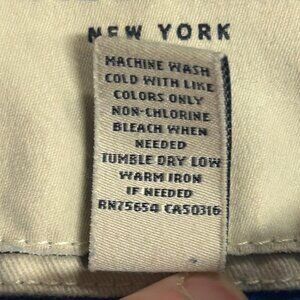 NEW YORK
MACHINE WASH
COLD WITH LIKE
COLORS ONLY
NON-CHLORINE
BLEACH WHEN
NEEDED
TUMBLE DRY LOW
WARM IRON
IF NEEDED
RN75654 CA50316